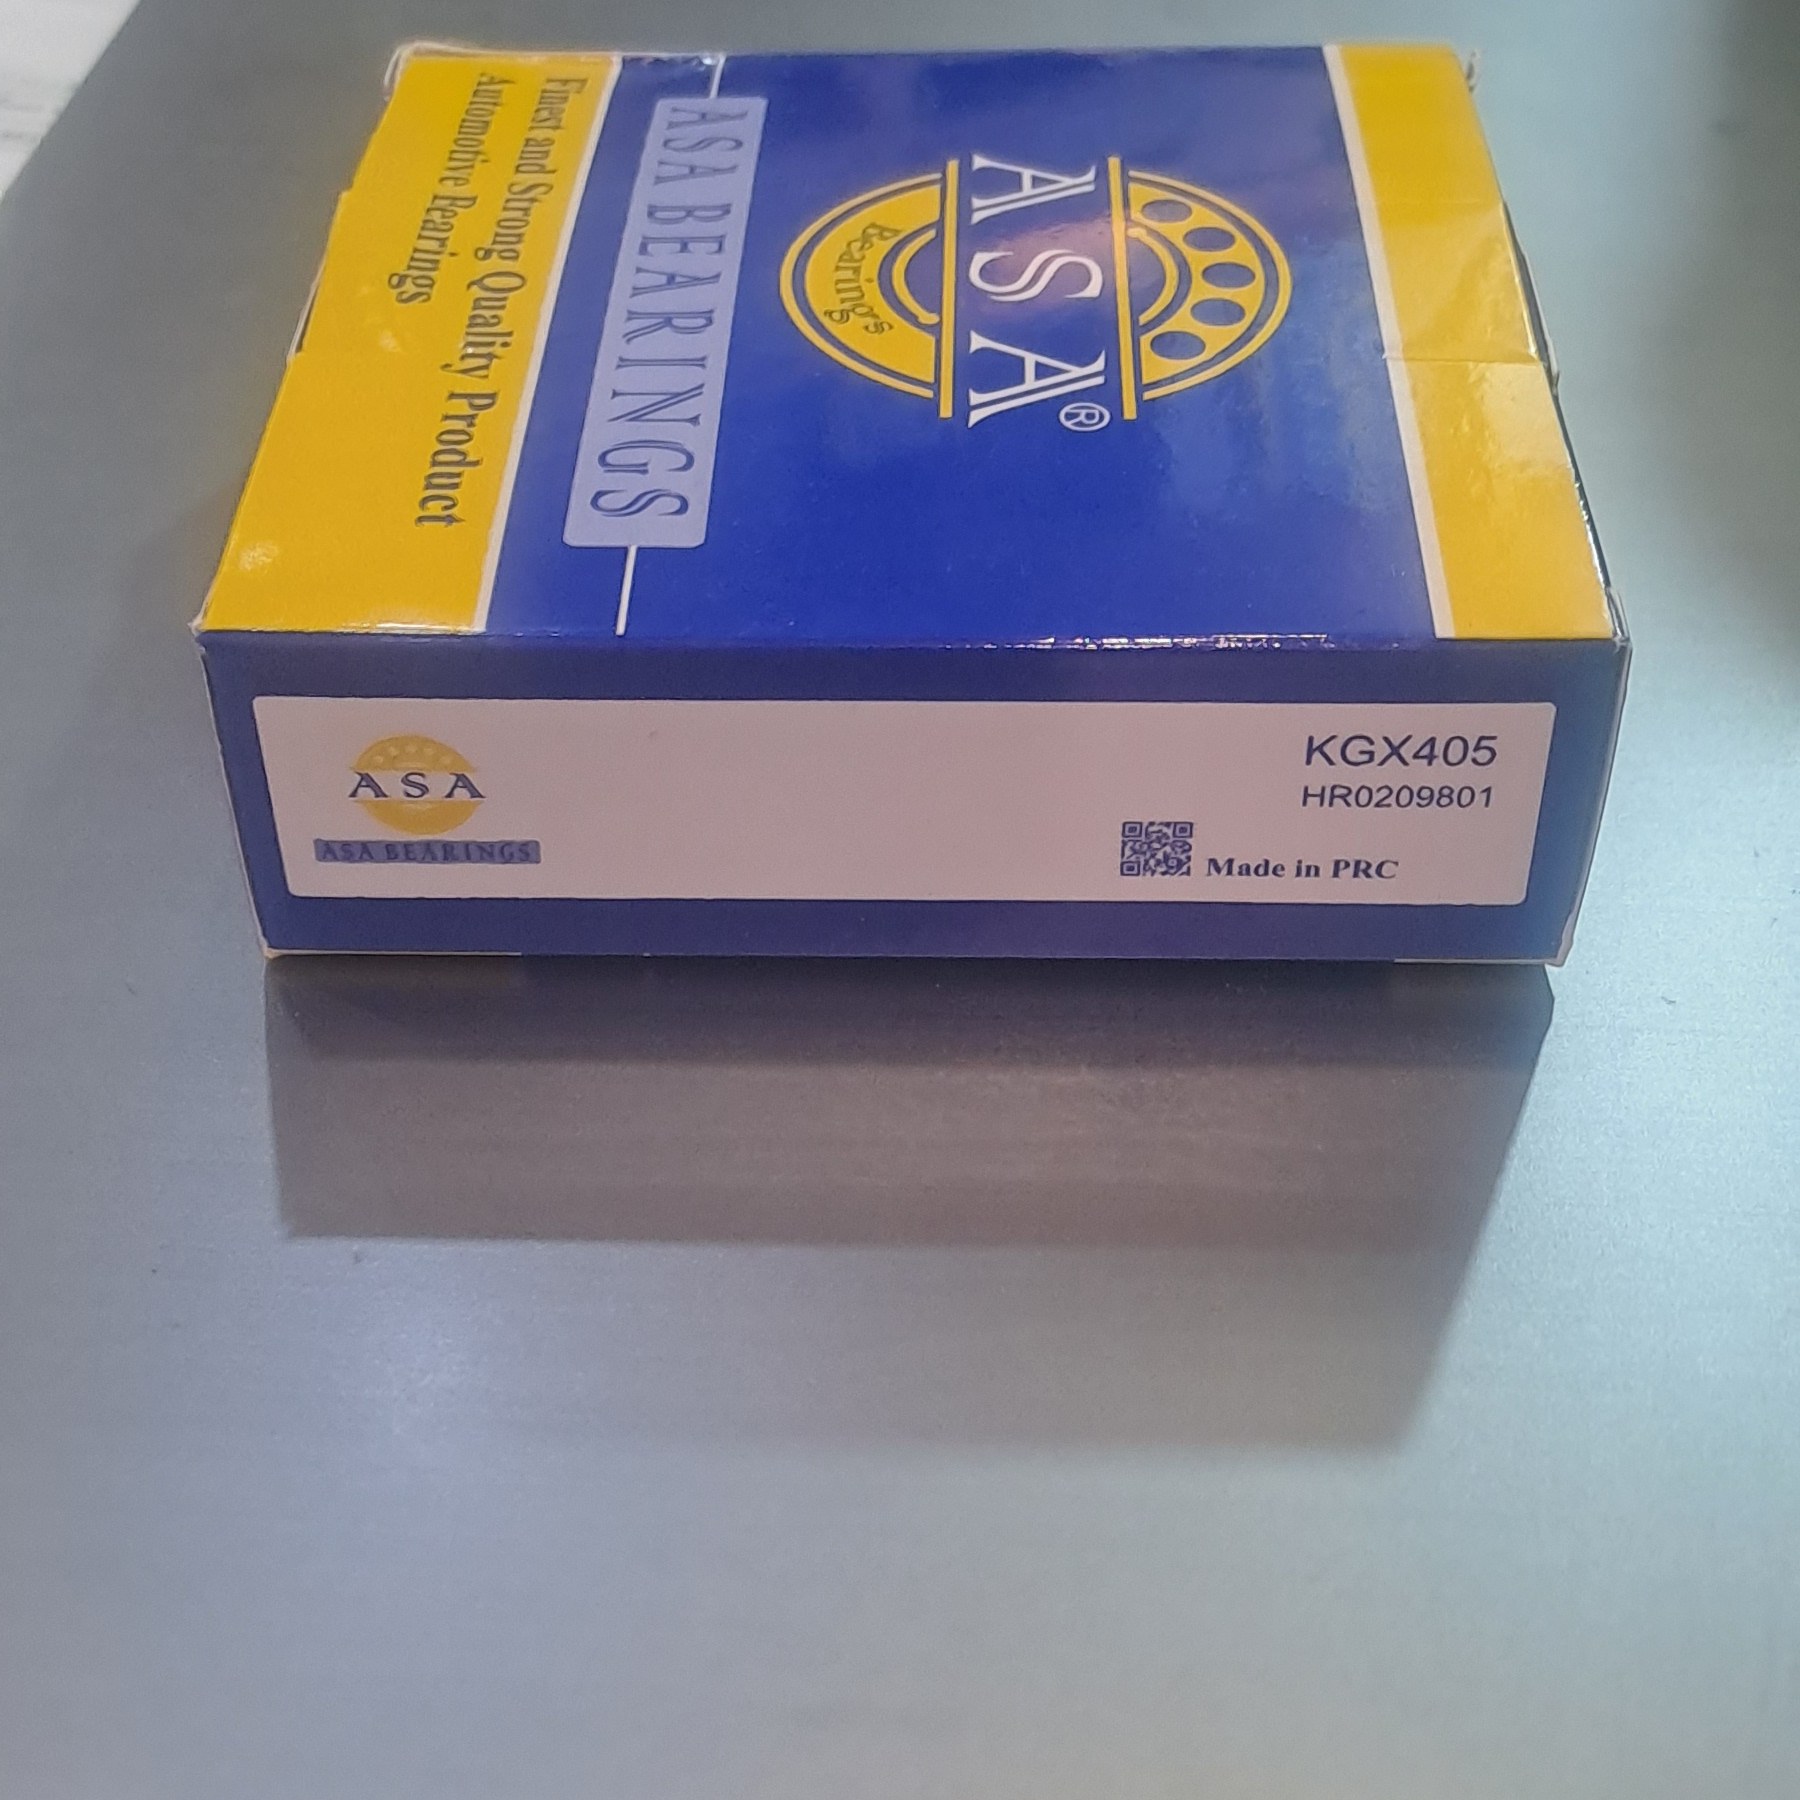 Finest and Strong Quality Product
Automotive Bearings
ASA BEARINGS
ASA®
Bearings
ASA
ASA BEARINGS
KGX405
HR0209801
Made in PRC